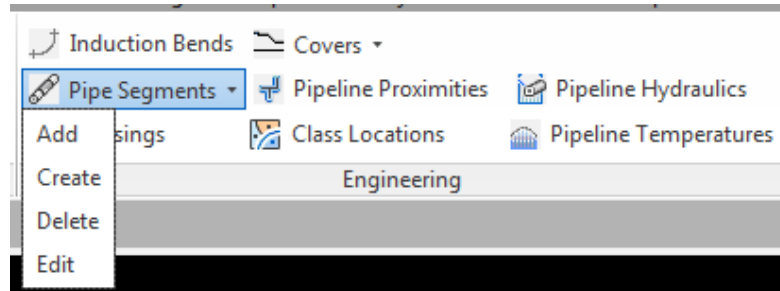 Induction Bends Covers
Pipe Segments Pipeline Proximities Pipeline Hydraulics
Add sings Class Locations Pipeline Temperatures
Create Engineering
Delete
Edit